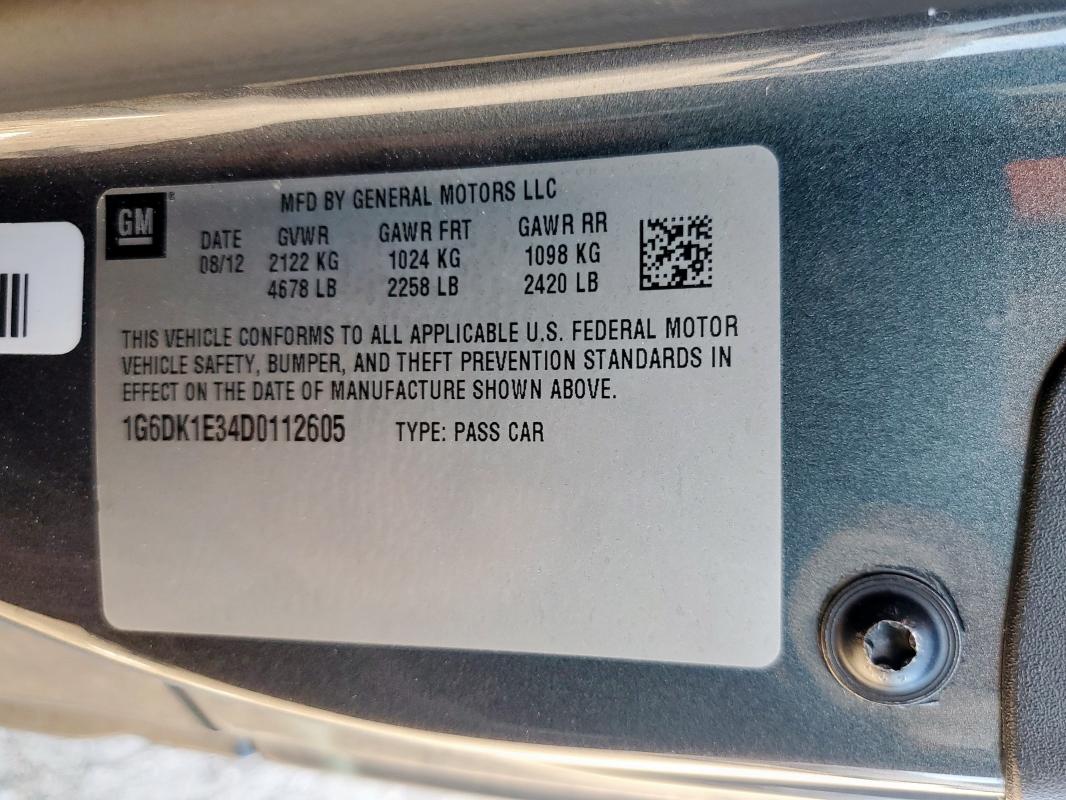 GM®
MFD BY GENERAL MOTORS LLC
DATE GVWR GAWR FRT GAWR RR
08/12 2122 KG 1024 KG 1098 KG
4678 LB 2258 LB 2420 LB
THIS VEHICLE CONFORMS TO ALL APPLICABLE U.S. FEDERAL MOTOR
VEHICLE SAFETY, BUMPER, AND THEFT PREVENTION STANDARDS IN
EFFECT ON THE DATE OF MANUFACTURE SHOWN ABOVE.
1G6DK1E34D0112605 TYPE: PASS CAR